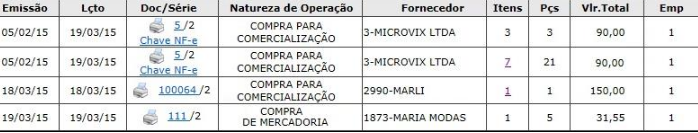 Emissão Lçto Doc/Série Natureza de Operação Fornecedor Itens Pçs Vlr.Total Emp
05/02/15 19/03/15 5/2 Chave NF-e COMPRA PARA COMERCIALIZAÇÃO 3-MICROVIX LTDA 3 3 90,00 1
05/02/15 19/03/15 5/2 Chave NF-e COMPRA PARA COMERCIALIZAÇÃO 3-MICROVIX LTDA 7 21 90,00 1
18/03/15 18/03/15 100064/2 COMPRA PARA COMERCIALIZAÇÃO 2990-MARLI 1 1 150,00 1
19/03/15 19/03/15 111/2 COMPRA DE MERCADORIA 1873-MARIA MODAS 1 5 31,55 1